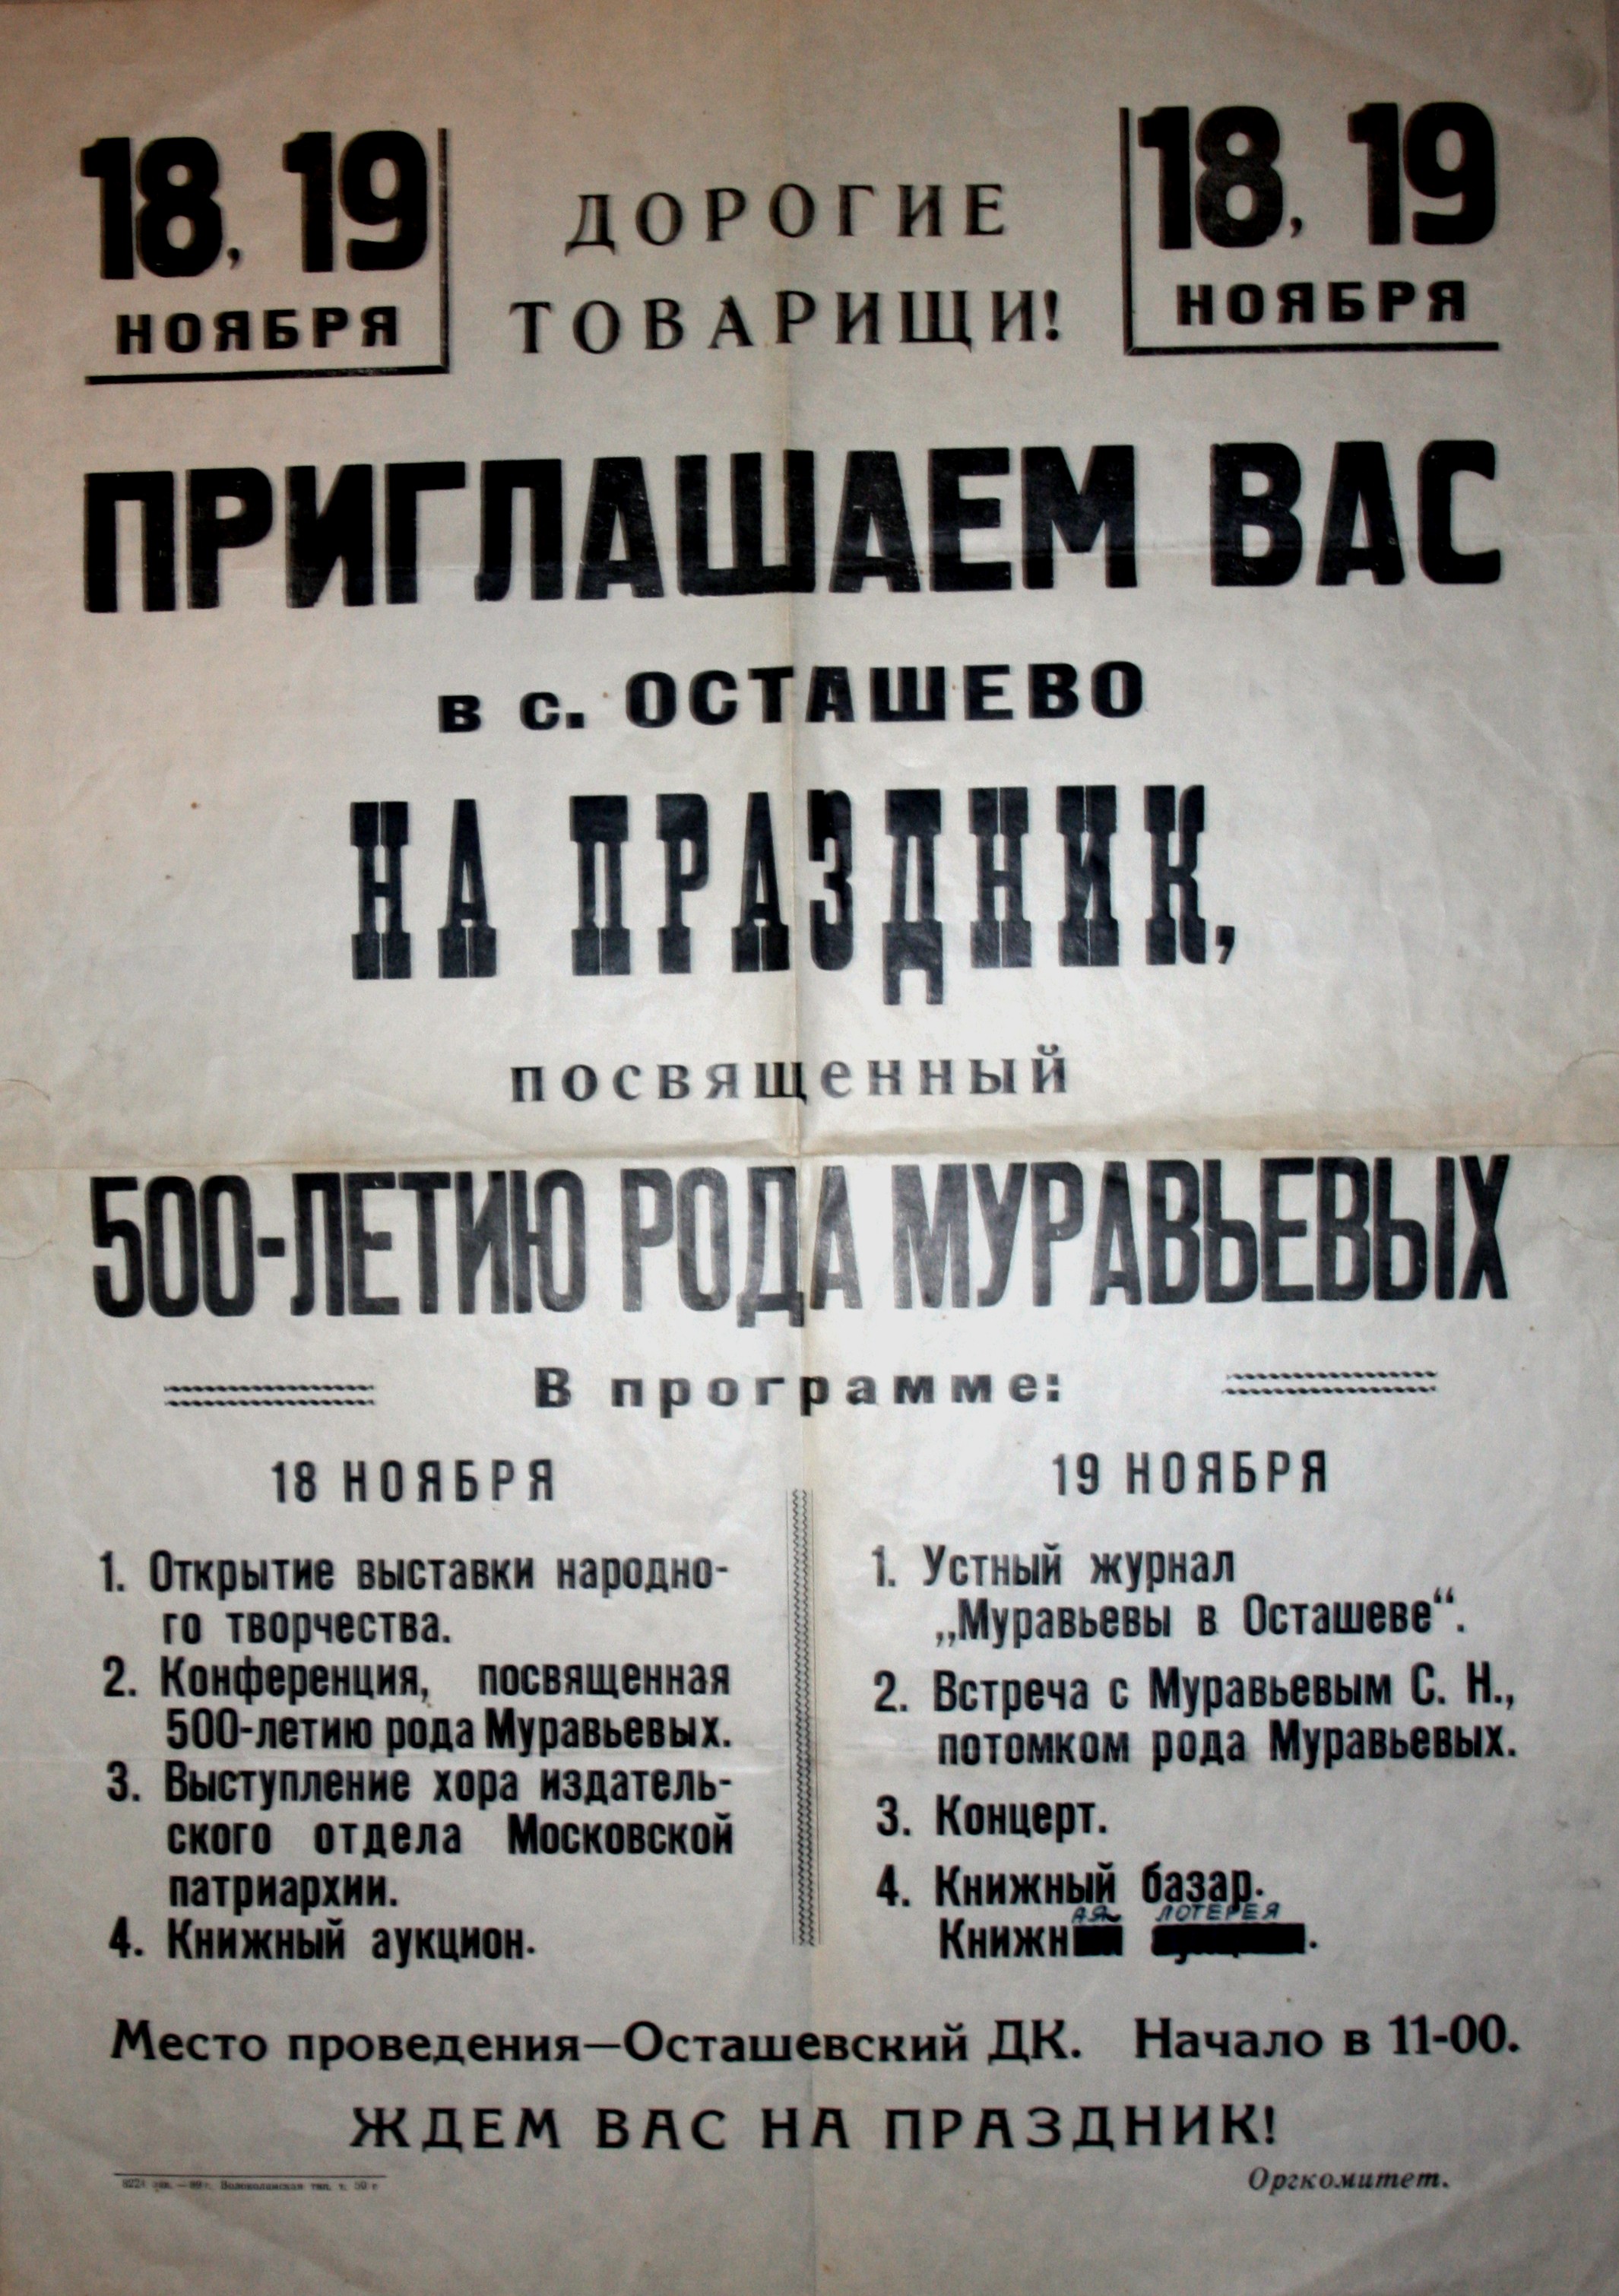 18, 19
НОЯБРЯ
ДОРОГИЕ
ТОВАРИЩИ!
18, 19
НОЯБРЯ
ПРИГЛАШАЕМ ВАС
в с. ОСТАШЕВО
НА ПРАЗДНИК,
посвященный
500-ЛЕТИЮ РОДА МУРАВЬЕВЫХ
В программе:
18 НОЯБРЯ
1. Открытие выставки народно-
го творчества.
2. Конференция, посвященная
500-летию рода Муравьевых.
3. Выступление хора издатель-
ского отдела Московской
патриархии.
4. Книжный аукцион.
19 НОЯБРЯ
1. Устный журнал
„Муравьевы в Осташеве“.
2. Встреча с Муравьевым С. Н.,
потомком рода Муравьевых.
3. Концерт.
4. Книжный базар.
АЯ ЛОТЕРЕЯ
Книжн .
Место проведения—Осташевский ДК. Начало в 11-00.
ЖДЕМ ВАС НА ПРАЗДНИК!
Оргкомитет.
Волоколамская тип.